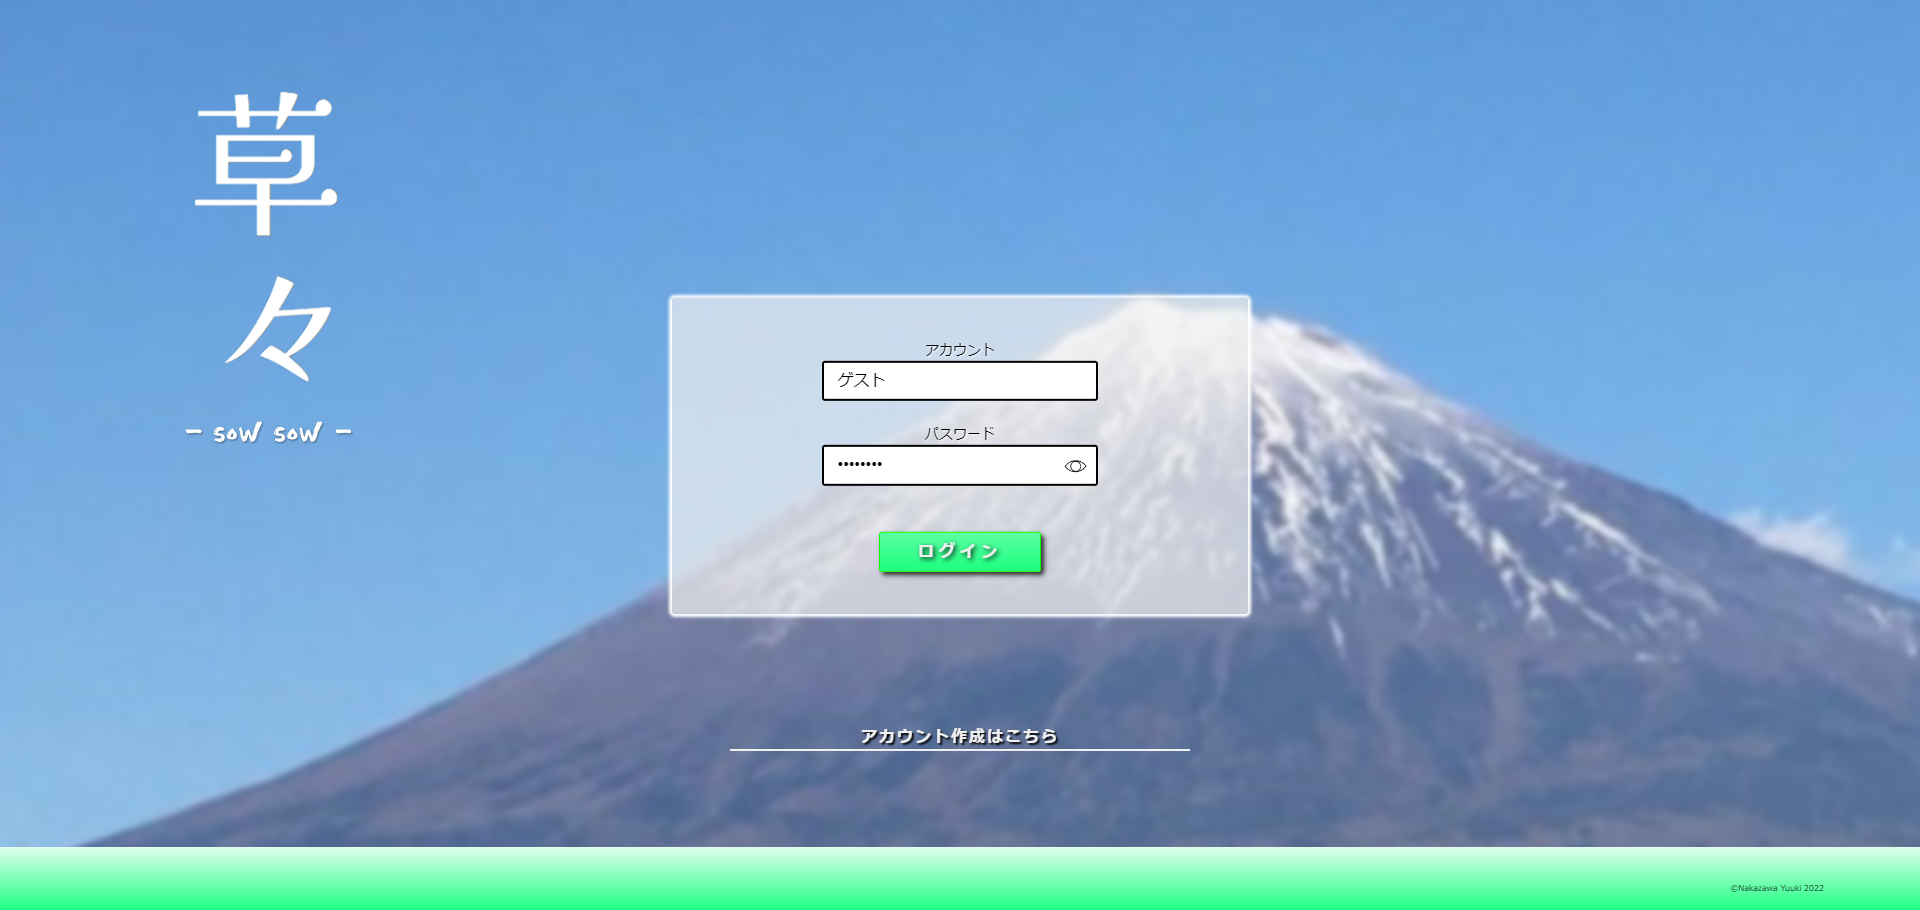 草々
- sow sow -
アカウント
ゲスト
パスワード
••••••••
ログイン
アカウント作成はこちら
©Nakazawa Yuuki 2022